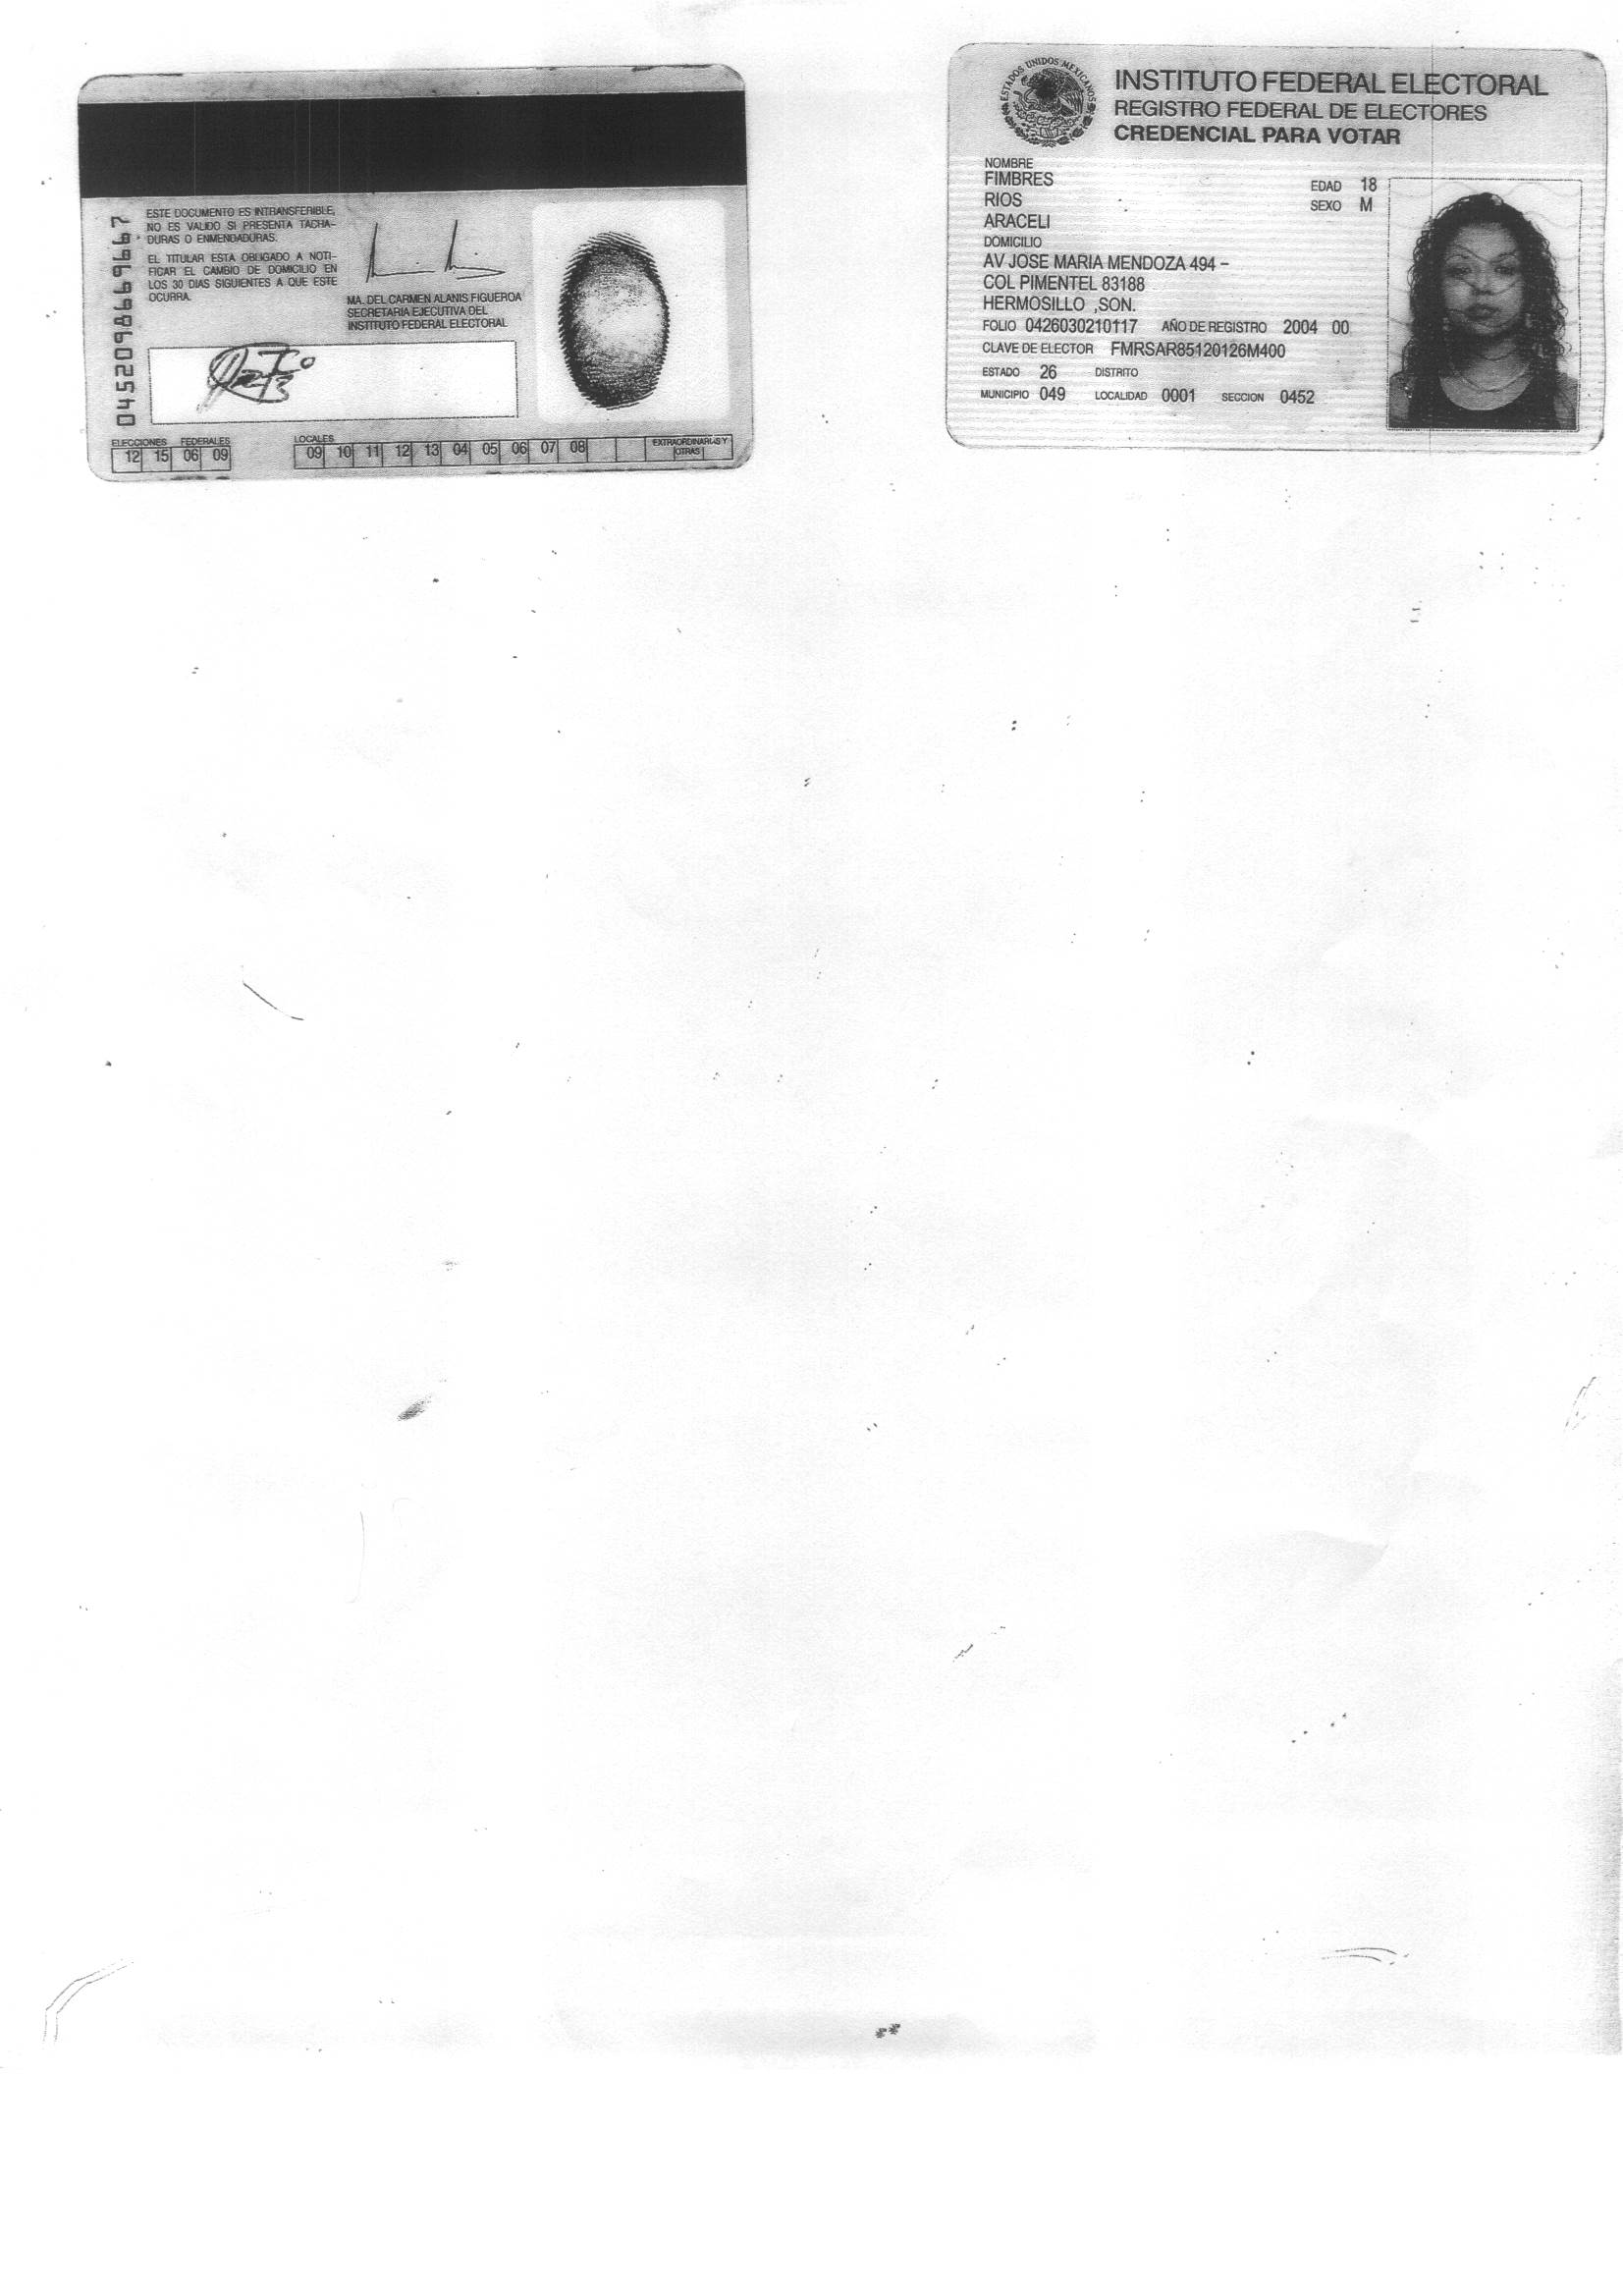 ESTE DOCUMENTO ES INTRANSFERIBLE,
NO ES VALIDO SI PRESENTA TACHA-
DURAS O ENMENDADURAS.
EL TITULAR ESTA OBLIGADO A NOTI-
FICAR EL CAMBIO DE DOMICILIO EN
LOS 30 DIAS SIGUIENTES A QUE ESTE
OCURRA.
MA. DEL CARMEN ALANIS FIGUEROA
SECRETARIA EJECUTIVA DEL
INSTITUTO FEDERAL ELECTORAL
0452098669667
ELECCIONES FEDERALES
12 15 06 09
LOCALES
09 10 11 12 13 04 05 06 07 08
EXTRAORDINARIAS Y
OTRAS
ESTADOS UNIDOS MEXICANOS
INSTITUTO FEDERAL ELECTORAL
REGISTRO FEDERAL DE ELECTORES
CREDENCIAL PARA VOTAR
NOMBRE
FIMBRES
RIOS
ARACELI
EDAD 18
SEXO M
DOMICILIO
AV JOSE MARIA MENDOZA 494 –
COL PIMENTEL 83188
HERMOSILLO ,SON.
FOLIO 0426030210117 AÑO DE REGISTRO 2004 00
CLAVE DE ELECTOR FMRSAR85120126M400
ESTADO 26 DISTRITO
MUNICIPIO 049 LOCALIDAD 0001 SECCION 0452